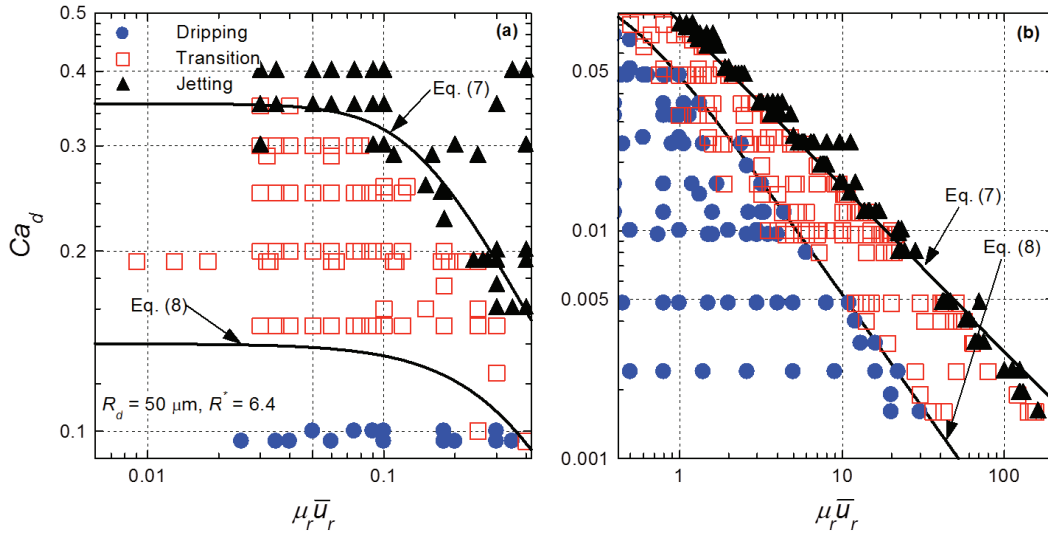 0.5
0.4
0.3
0.2
0.1
Ca_d
Dripping
Transition
Jetting
(a)
Eq. (7)
Eq. (8)
R_d = 50 μm, R^* = 6.4
0.01
0.1
μ_r ū_r
(b)
0.05
0.01
0.005
0.001
Eq. (7)
Eq. (8)
1
10
100
μ_r ū_r